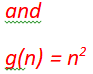 and
g(n) = n²